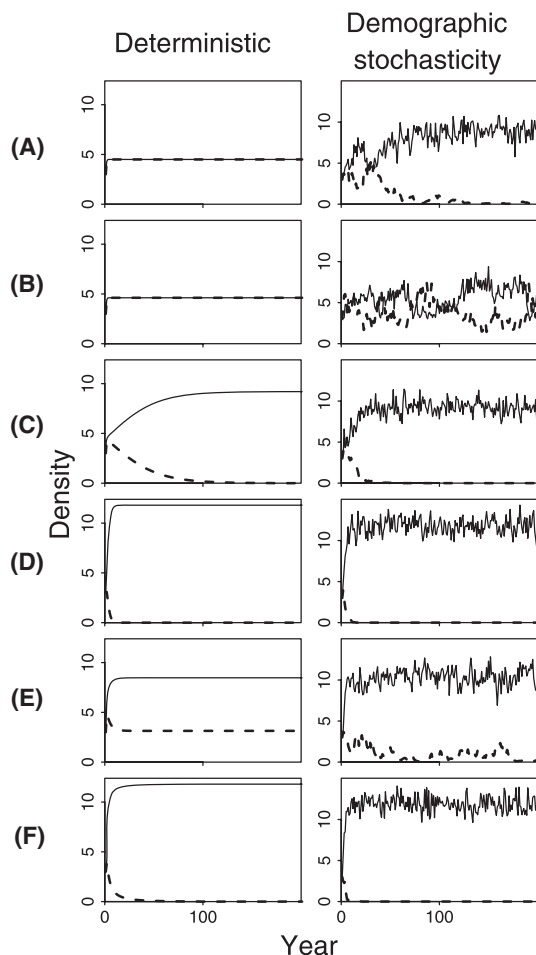 Deterministic
Demographic
stochasticity
(A)
0 5 10
0 5 10
(B)
0 5 10
0 5 10
(C)
0 5 10
0 5 10
Density
(D)
0 5 10
0 5 10
(E)
0 5 10
0 5 10
(F)
0 5 10
0 5 10
0 100
0 100
Year